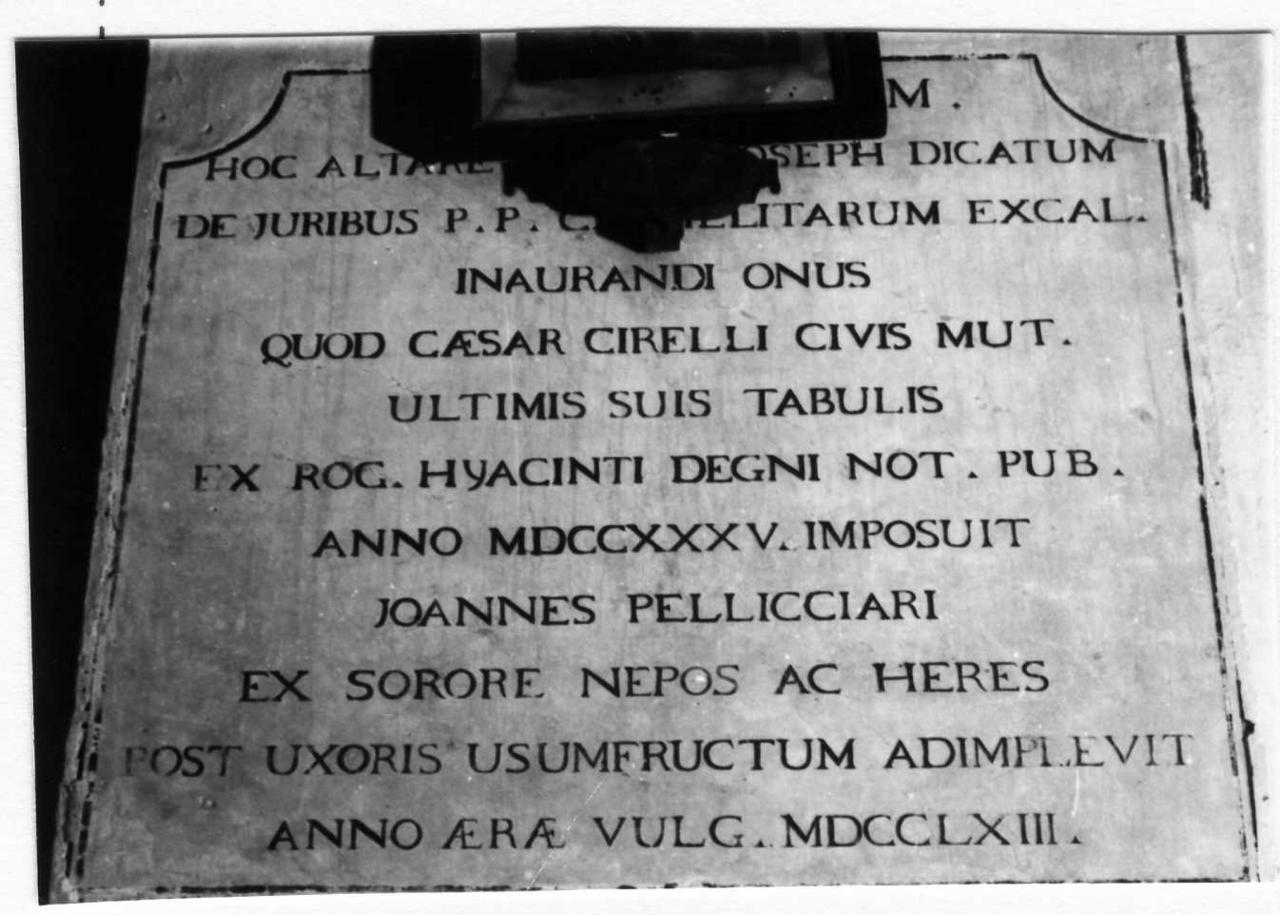 HOC ALTARE DICATUM
DE JURIBUS P.P. EXCAL.
INAURANDI ONUS
QUOD CÆSAR CIRELLI CIVIS MUT.
ULTIMIS SUIS TABULIS
EX ROG. HYACINTI DEGNI NOT. PUB.
ANNO MDCCXXXV. IMPOSUIT
JOANNES PELLICCIARI
EX SORORE NEPOS AC HERES
POST UXORIS USUMFRUCTUM ADIMPLEVIT
ANNO ÆRÆ VULG. MDCCLXIII.